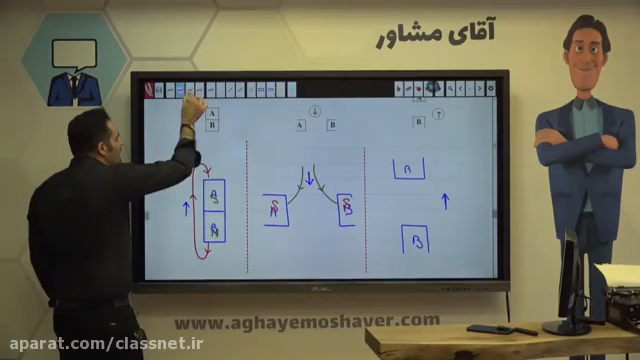 آقای مشاور
A
B
A B
A
B
A
B
www.aghayemoshaver.com
aparat.com/classnet.ir